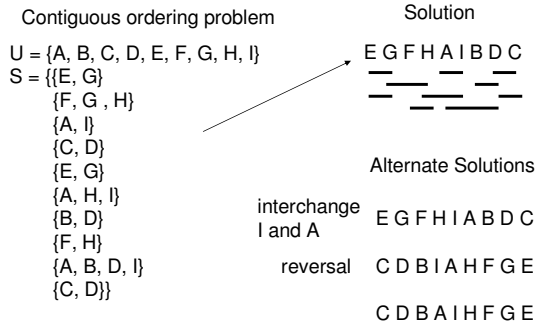 Contiguous ordering problem
U = {A, B, C, D, E, F, G, H, I}
S = {{E, G}
{F, G , H}
{A, I}
{C, D}
{E, G}
{A, H, I}
{B, D}
{F, H}
{A, B, D, I}
{C, D}}
Solution
E G F H A I B D C
Alternate Solutions
interchange
I and A
E G F H I A B D C
reversal
C D B I A H F G E
C D B A I H F G E